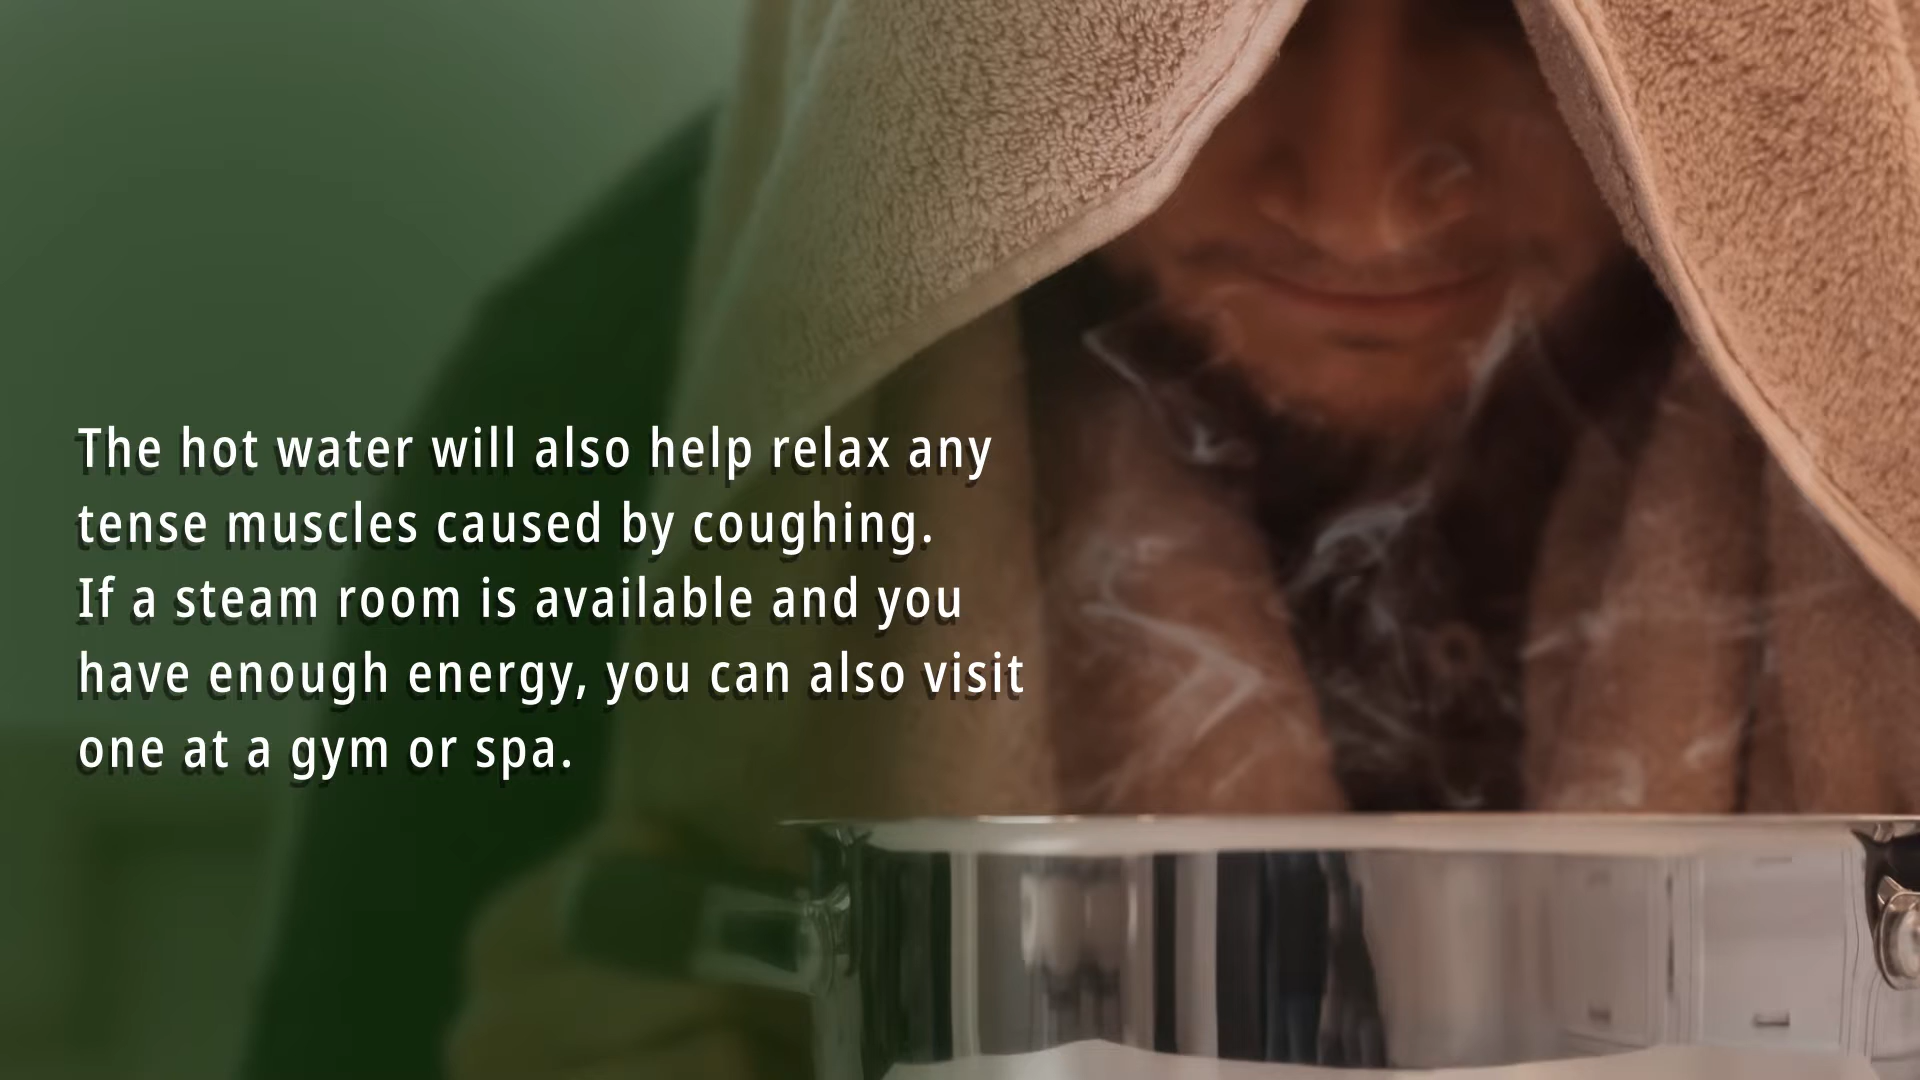 The hot water will also help relax any
tense muscles caused by coughing.
If a steam room is available and you
have enough energy, you can also visit
one at a gym or spa.